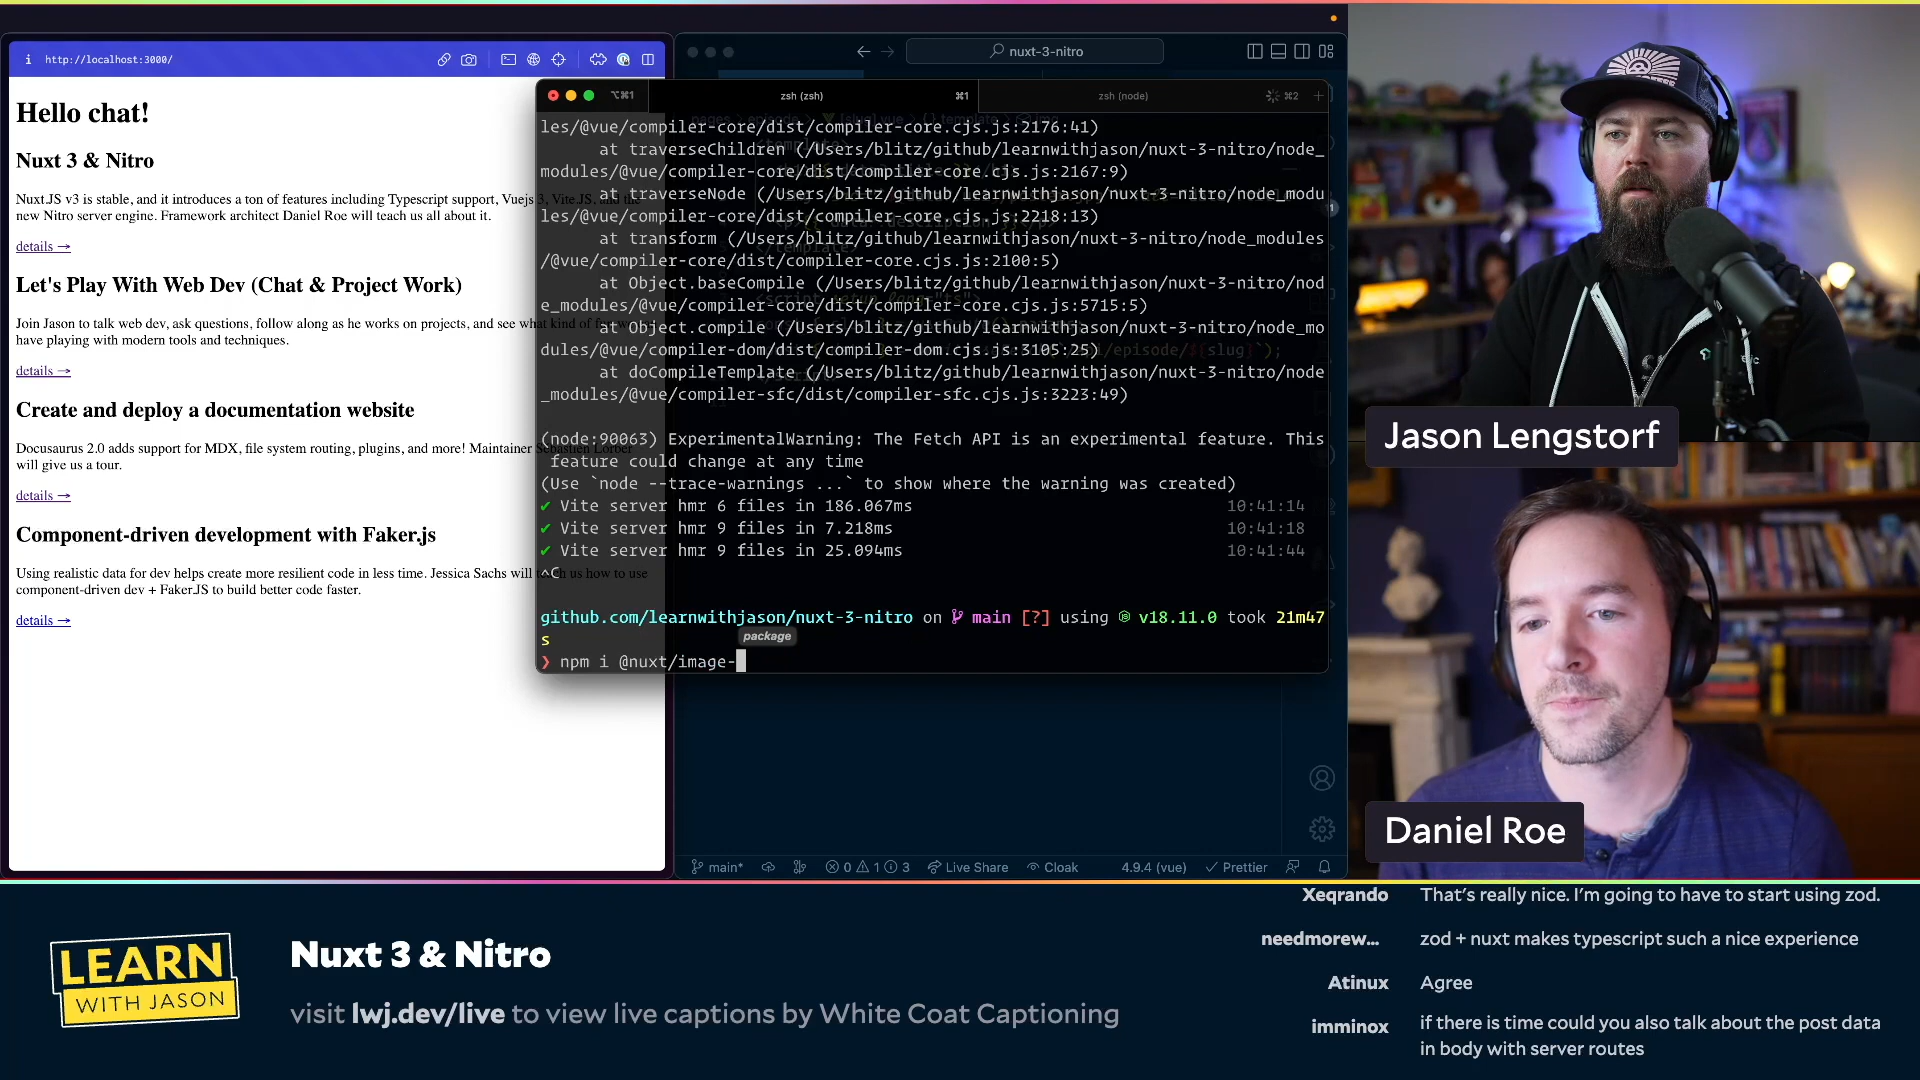 http://localhost:3000/
Hello chat!
Nuxt 3 & Nitro
Nuxt.JS v3 is stable, and it introduces a ton of features including Typescript support, Vuejs 3, Vite.JS, and the
new Nitro server engine. Framework architect Daniel Roe will teach us all about it.
details →
Let's Play With Web Dev (Chat & Project Work)
Join Jason to talk web dev, ask questions, follow along as he works on projects, and see what kind of
have playing with modern tools and techniques.
details →
Create and deploy a documentation website
Docusaurus 2.0 adds support for MDX, file system routing, plugins, and more! Maintainer Sebastien Lorber
will give us a tour.
details →
Component-driven development with Faker.js
Using realistic data for dev helps create more resilient code in less time. Jessica Sachs will teach us how to use
component-driven dev + FakerJS to build better code faster.
details →
nuxt-3-nitro
⌥⌘1
zsh (zsh)
⌘1
zsh (node)
⌘2
les/@vue/compiler-core/dist/compiler-core.cjs.js:2176:41)
at traverseChildren (/Users/blitz/github/learnwithjason/nuxt-3-nitro/node_
modules/@vue/compiler-core/dist/compiler-core.cjs.js:2167:9)
at traverseNode (/Users/blitz/github/learnwithjason/nuxt-3-nitro/node_modu
les/@vue/compiler-core/dist/compiler-core.cjs.js:2218:13)
at transform (/Users/blitz/github/learnwithjason/nuxt-3-nitro/node_modules
/@vue/compiler-core/dist/compiler-core.cjs.js:2100:5)
at Object.baseCompile (/Users/blitz/github/learnwithjason/nuxt-3-nitro/nod
e_modules/@vue/compiler-core/dist/compiler-core.cjs.js:5715:5)
at Object.compile (/Users/blitz/github/learnwithjason/nuxt-3-nitro/node_mo
dules/@vue/compiler-dom/dist/compiler-dom.cjs.js:3105:25)
at doCompileTemplate (/Users/blitz/github/learnwithjason/nuxt-3-nitro/node
_modules/@vue/compiler-sfc/dist/compiler-sfc.cjs.js:3223:49)
(node:90063) ExperimentalWarning: The Fetch API is an experimental feature. This
feature could change at any time
(Use `node --trace-warnings ...` to show where the warning was created)
✔ Vite server hmr 6 files in 186.067ms 10:41:14
✔ Vite server hmr 9 files in 7.218ms 10:41:18
✔ Vite server hmr 9 files in 25.094ms 10:41:44
^C
github.com/learnwithjason/nuxt-3-nitro on main [?] using v18.11.0 took 21m47
s
package
❯ npm i @nuxt/image-
main*
0 1 3
Live Share
Cloak
4.9.4 (vue)
Prettier
Jason Lengstorf
Daniel Roe
LEARN
WITH JASON
Nuxt 3 & Nitro
visit lwj.dev/live to view live captions by White Coat Captioning
Xeqrando That's really nice. I'm going to have to start using zod.
needmorew... zod + nuxt makes typescript such a nice experience
Atinux Agree
imminox if there is time could you also talk about the post data
in body with server routes